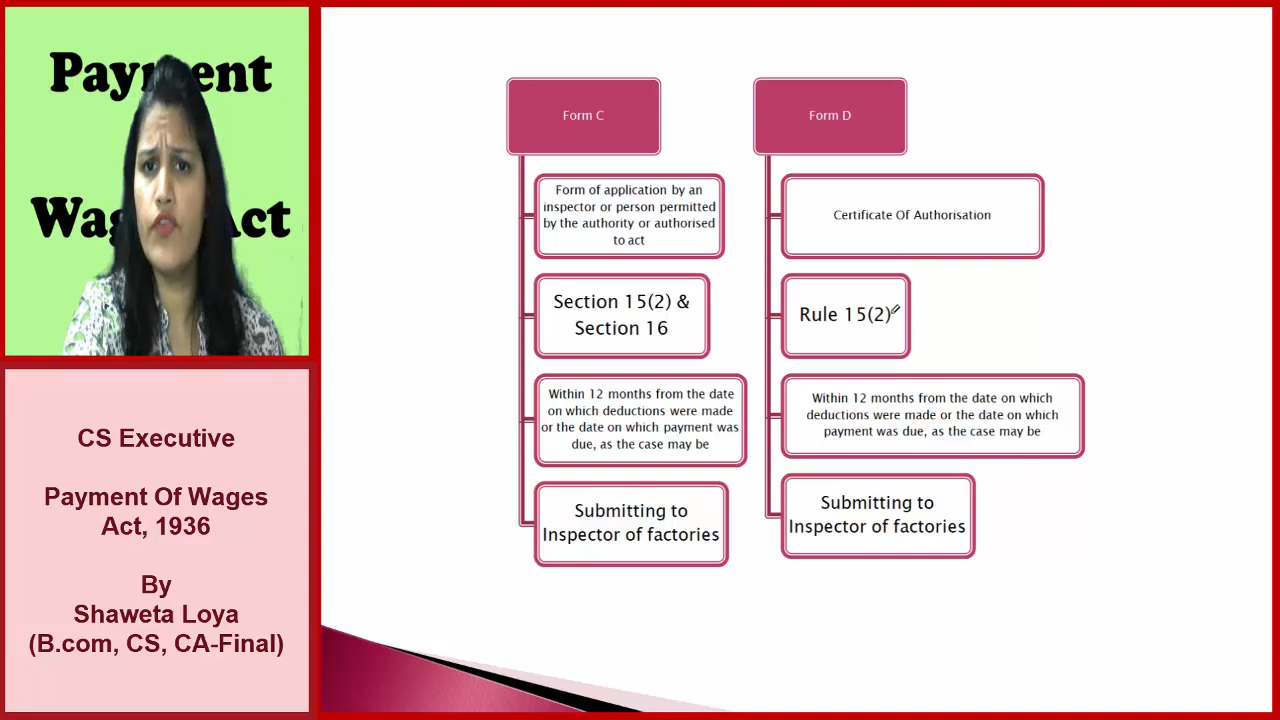 Payment
Wages Act
CS Executive
Payment Of Wages
Act, 1936
By
Shaweta Loya
(B.com, CS, CA-Final)
Form C
Form of application by an
inspector or person permitted
by the authority or authorised
to act
Section 15(2) &
Section 16
Within 12 months from the date
on which deductions were made
or the date on which payment was
due, as the case may be
Submitting to
Inspector of factories
Form D
Certificate Of Authorisation
Rule 15(2)
Within 12 months from the date on which
deductions were made or the date on which
payment was due, as the case may be
Submitting to
Inspector of factories